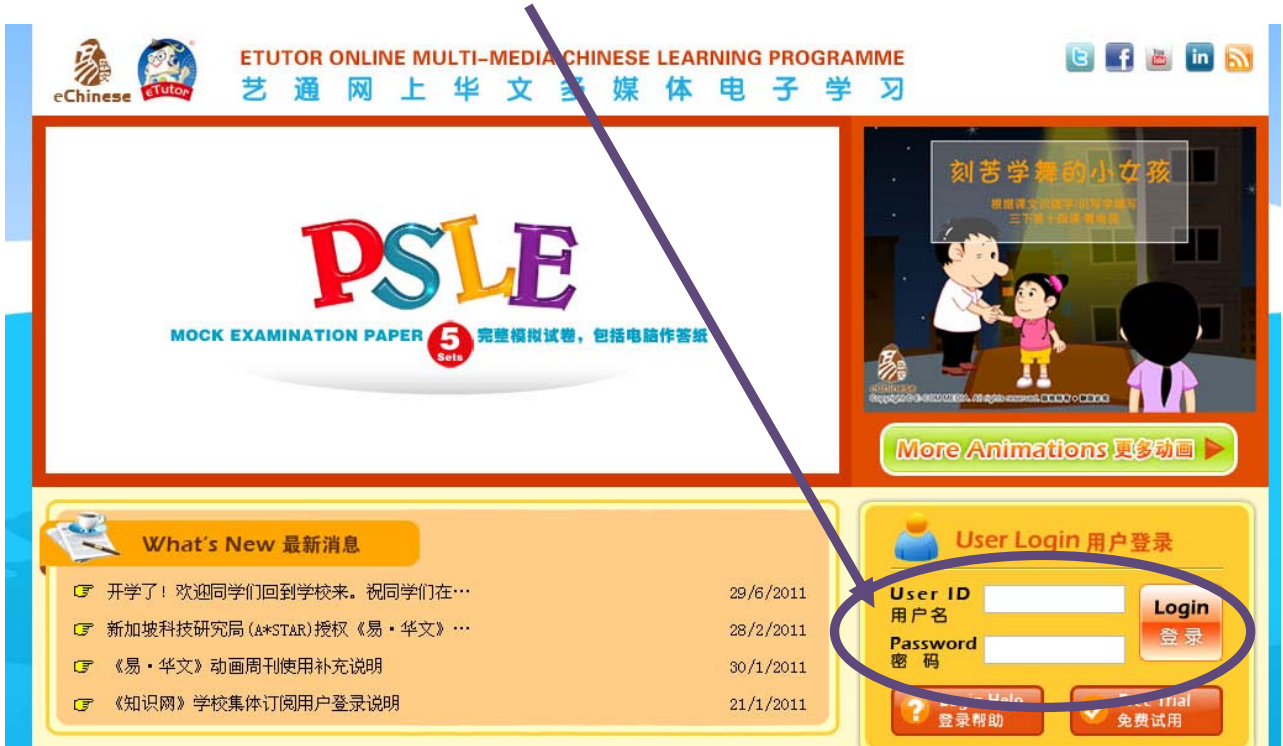 易
eChinese
eTutor
ETUTOR ONLINE MULTI-MEDIA CHINESE LEARNING PROGRAMME
艺通网上华文多媒体电子学习
You
in
刻苦学舞的小女孩
PSLE
MOCK EXAMINATION PAPER 5 Sets 完整模拟试卷，包括电脑作答纸
eChinese
More Animations 更多动画
What's New 最新消息
开学了！欢迎同学们回到学校来。祝同学们在… 29/6/2011
新加坡科技研究局(A*STAR)授权《易·华文》… 28/2/2011
《易·华文》动画周刊使用补充说明 30/1/2011
《知识网》学校集体订阅用户登录说明 21/1/2011
User Login 用户登录
User ID
用户名
Password
密 码
Login
登录
Login Help
登录帮助
Free Trial
免费试用